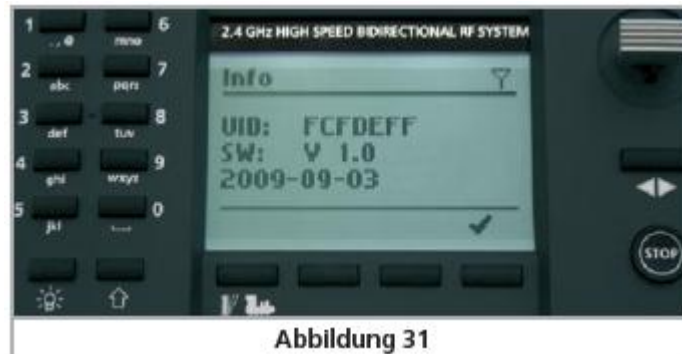 2.4 GHz HIGH SPEED BIDIRECTIONAL RF SYSTEM
1 ,.@ mno 6
2 abc pqrs 7
3 def tuv 8
4 ghi wxyz 9
5 jkl 0
Info
UID: FCFDEFF
SW: V 1.0
2009-09-03
STOP
Abbildung 31